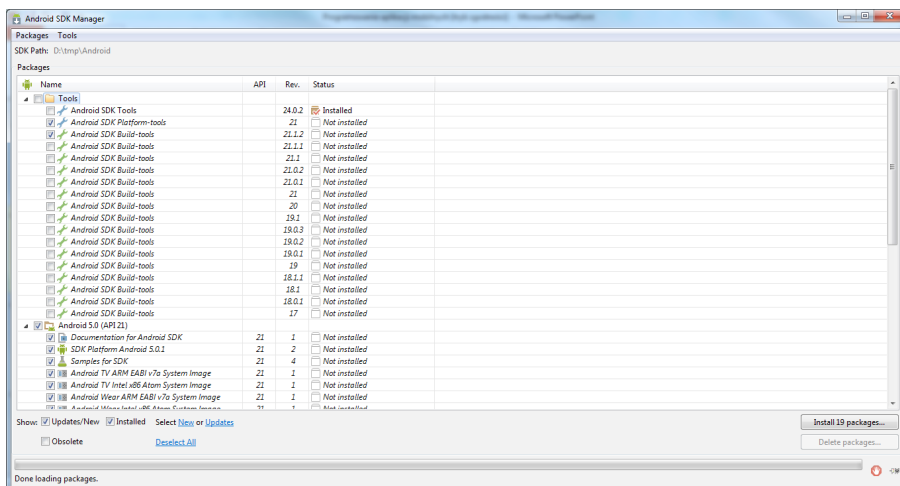 Android SDK Manager
Packages Tools
SDK Path: D:\tmp\Android
Packages
Name API Rev. Status
Tools
Android SDK Tools 24.0.2 Installed
Android SDK Platform-tools 21 Not installed
Android SDK Build-tools 21.1.2 Not installed
Android SDK Build-tools 21.1.1 Not installed
Android SDK Build-tools 21.1 Not installed
Android SDK Build-tools 21.0.2 Not installed
Android SDK Build-tools 21.0.1 Not installed
Android SDK Build-tools 21 Not installed
Android SDK Build-tools 20 Not installed
Android SDK Build-tools 19.1 Not installed
Android SDK Build-tools 19.0.3 Not installed
Android SDK Build-tools 19.0.2 Not installed
Android SDK Build-tools 19.0.1 Not installed
Android SDK Build-tools 19 Not installed
Android SDK Build-tools 18.1.1 Not installed
Android SDK Build-tools 18.1 Not installed
Android SDK Build-tools 18.0.1 Not installed
Android SDK Build-tools 17 Not installed
Android 5.0 (API 21)
Documentation for Android SDK 21 1 Not installed
SDK Platform Android 5.0.1 21 2 Not installed
Samples for SDK 21 4 Not installed
Android TV ARM EABI v7a System Image 21 1 Not installed
Android TV Intel x86 Atom System Image 21 1 Not installed
Android Wear ARM EABI v7a System Image 21 1 Not installed
Android Wear Intel x86 Atom System Image 21 1 Not installed
Show: Updates/New Installed Select New or Updates Install 19 packages...
Obsolete Deselect All Delete packages...
Done loading packages.